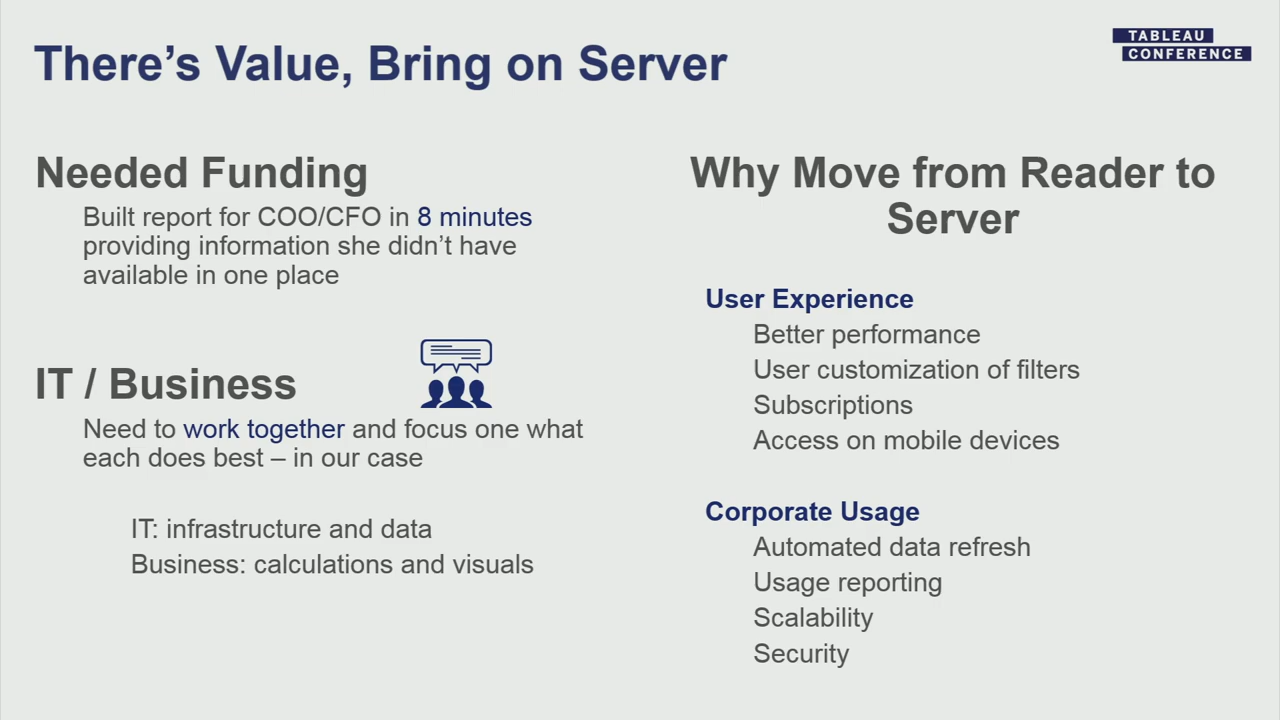 There’s Value, Bring on Server
TABLEAU
CONFERENCE
Needed Funding
Built report for COO/CFO in 8 minutes
providing information she didn’t have
available in one place
IT / Business
Need to work together and focus one what
each does best – in our case
IT: infrastructure and data
Business: calculations and visuals
Why Move from Reader to
Server
User Experience
Better performance
User customization of filters
Subscriptions
Access on mobile devices
Corporate Usage
Automated data refresh
Usage reporting
Scalability
Security